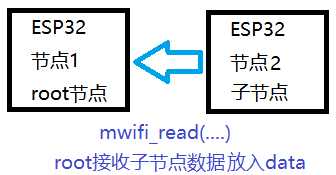 ESP32
节点1
root节点
ESP32
节点2
子节点
mwifi_read(....)
root接收子节点数据放入data